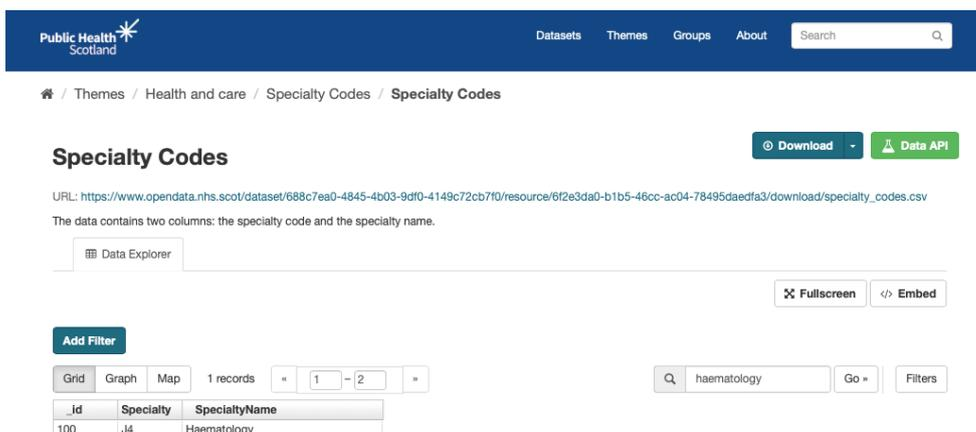 Public Health
Scotland
Datasets Themes Groups About Search
/ Themes / Health and care / Specialty Codes / Specialty Codes
Specialty Codes
Download Data API
URL: https://www.opendata.nhs.scot/dataset/688c7ea0-4845-4b03-9df0-4149c72cb7f0/resource/6f2e3da0-b1b5-46cc-ac04-78495daedfa3/download/specialty_codes.csv
The data contains two columns: the specialty code and the specialty name.
Data Explorer
Fullscreen </> Embed
Add Filter
Grid Graph Map 1 records « 1 – 2 » haematology Go » Filters
_id Specialty SpecialtyName
100 J4 Haematology